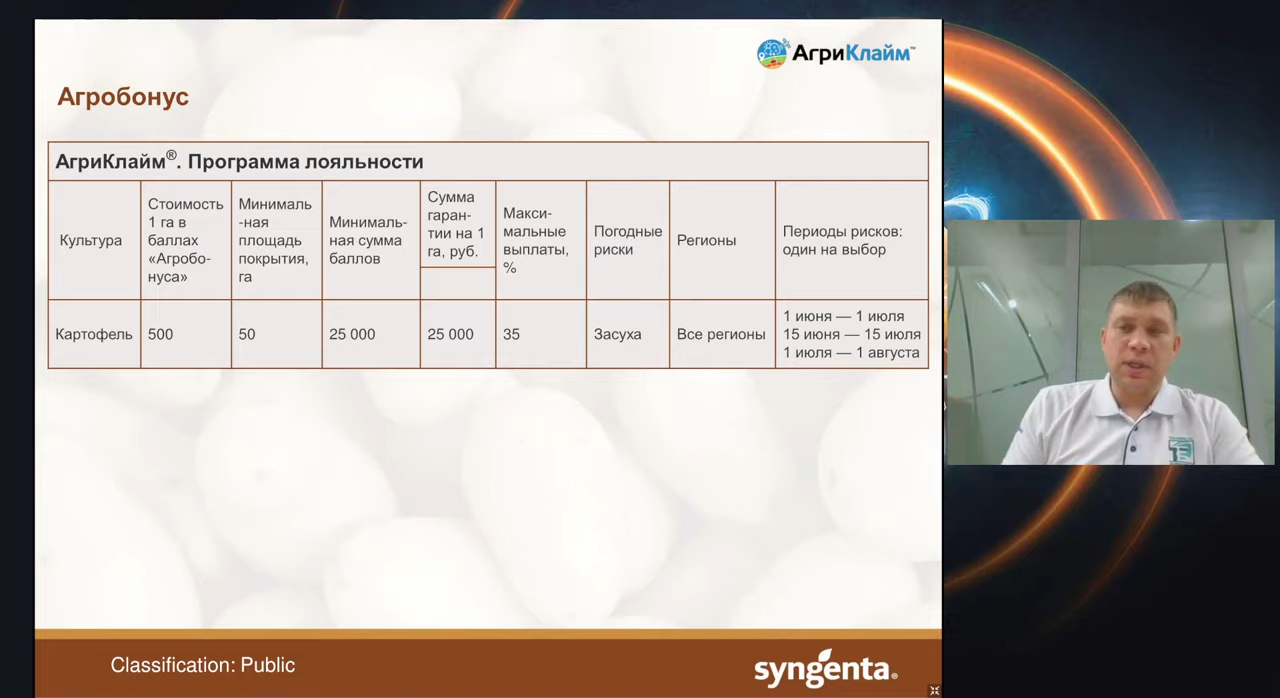 АгриКлайм™
Агробонус
АгриКлайм®. Программа лояльности
Культура
Стоимость
1 га в
баллах
«Агробо-
нуса»
Минималь
-ная
площадь
покрытия,
га
Минималь-
ная сумма
баллов
Сумма
гаран-
тии на 1
га, руб.
Макси-
мальные
выплаты,
%
Погодные
риски
Регионы
Периоды рисков:
один на выбор
Картофель
500
50
25 000
25 000
35
Засуха
Все регионы
1 июня — 1 июля
15 июня — 15 июля
1 июля — 1 августа
Classification: Public
syngenta®